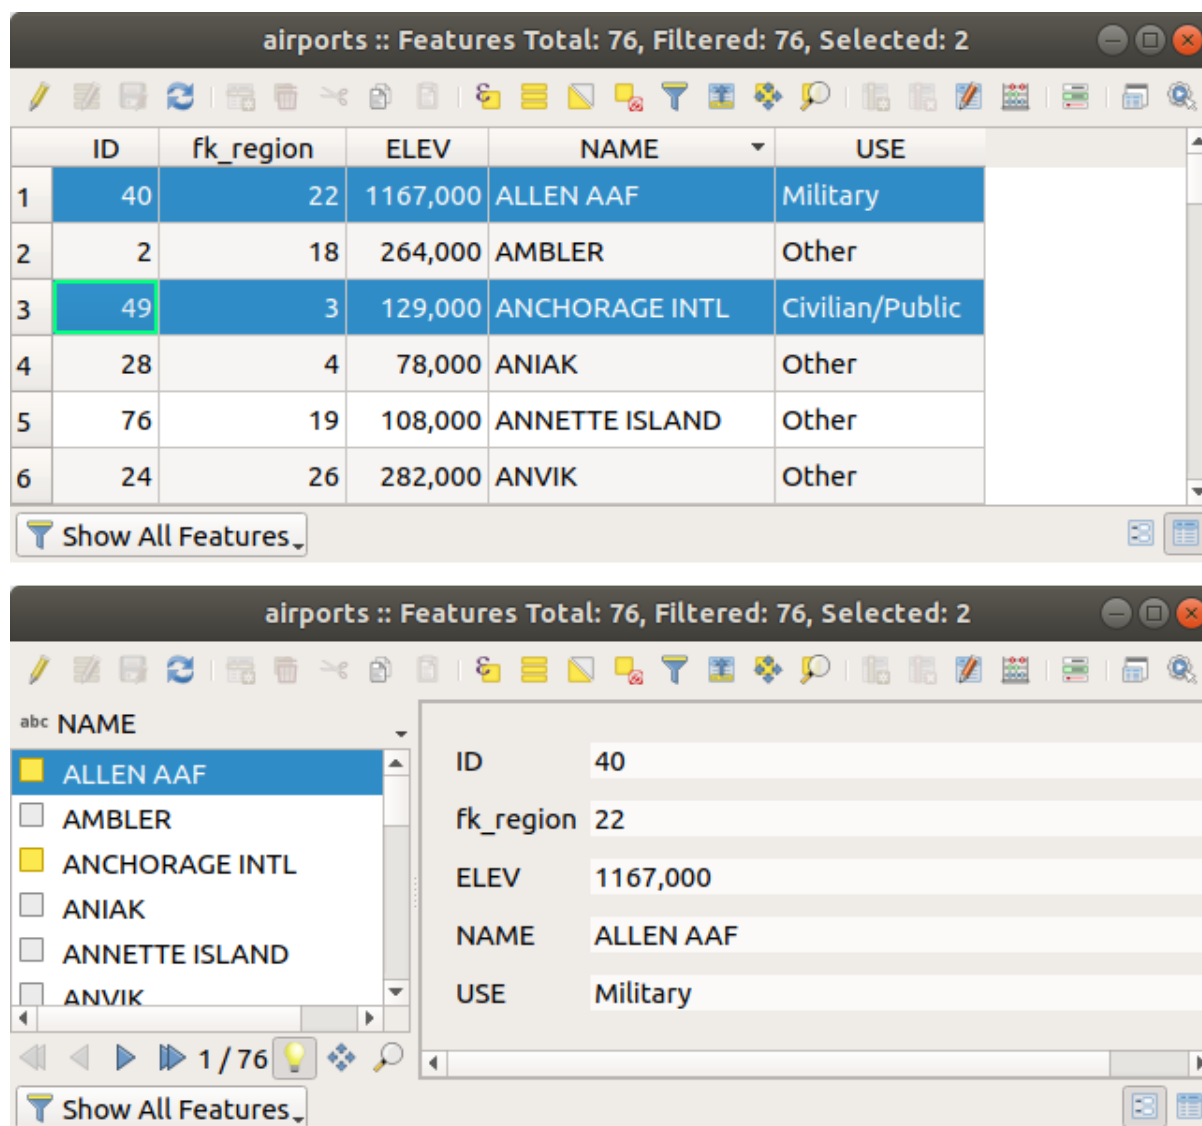 airports :: Features Total: 76, Filtered: 76, Selected: 2
ID fk_region ELEV NAME USE
1 40 22 1167,000 ALLEN AAF Military
2 2 18 264,000 AMBLER Other
3 49 3 129,000 ANCHORAGE INTL Civilian/Public
4 28 4 78,000 ANIAK Other
5 76 19 108,000 ANNETTE ISLAND Other
6 24 26 282,000 ANVIK Other
Show All Features
airports :: Features Total: 76, Filtered: 76, Selected: 2
abc NAME
ALLEN AAF
AMBLER
ANCHORAGE INTL
ANIAK
ANNETTE ISLAND
ANVIK
1 / 76
ID 40
fk_region 22
ELEV 1167,000
NAME ALLEN AAF
USE Military
Show All Features